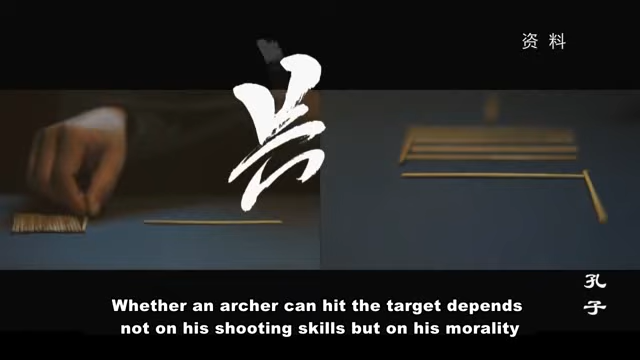 资料
孔子
Whether an archer can hit the target depends
not on his shooting skills but on his morality